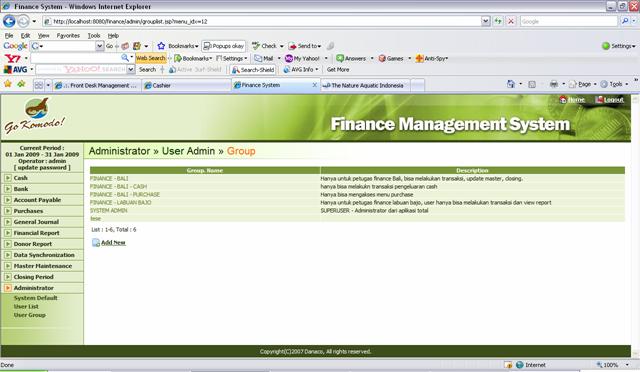 Finance System - Windows Internet Explorer
http://localhost:8080/finance/admin/grouplist.jsp?menu_idx=12
Google
File Edit View Favorites Tools Help
Google Go Bookmarks Popups okay Check Send to Settings
Y! Web Search Bookmarks Settings Mail My Yahoo! Answers Games Anti-Spy
AVG YAHOO! SEARCH Search Active Surf-Shield Search-Shield AVG Info Get More
.: Front Desk Management ... Cashier Finance System The Nature Aquatic Indonesia Page Tools
Home Logout
Go Komodo!
Finance Management System
Current Period :
01 Jan 2009 - 31 Jan 2009
Operator : admin
[ update password ]
Cash
Bank
Account Payable
Purchases
General Journal
Financial Report
Donor Report
Data Synchronization
Master Maintenance
Closing Period
Administrator
System Default
User List
User Group
Administrator » User Admin » Group
Group. Name Description
FINANCE - BALI Hanya untuk petugas finance Bali, bisa melakukan transaksi, update master, closing.
FINANCE - BALI - CASH hanya bisa melakukan transaksi pengeluaran cash
FINANCE - BALI - PURCHASE hanya bisa mengakses menu purchase
FINANCE - LABUAN BAJO Hanya untuk petugas finance labuan bajo, user hanya bisa melakukan transaksi dan view report
SYSTEM ADMIN SUPERUSER - Administrator dari aplikasi total
tese
List : 1-6, Total : 6
Add New
Copyright(C)2007 Danaco, All rights reserved.
Done Internet 100%